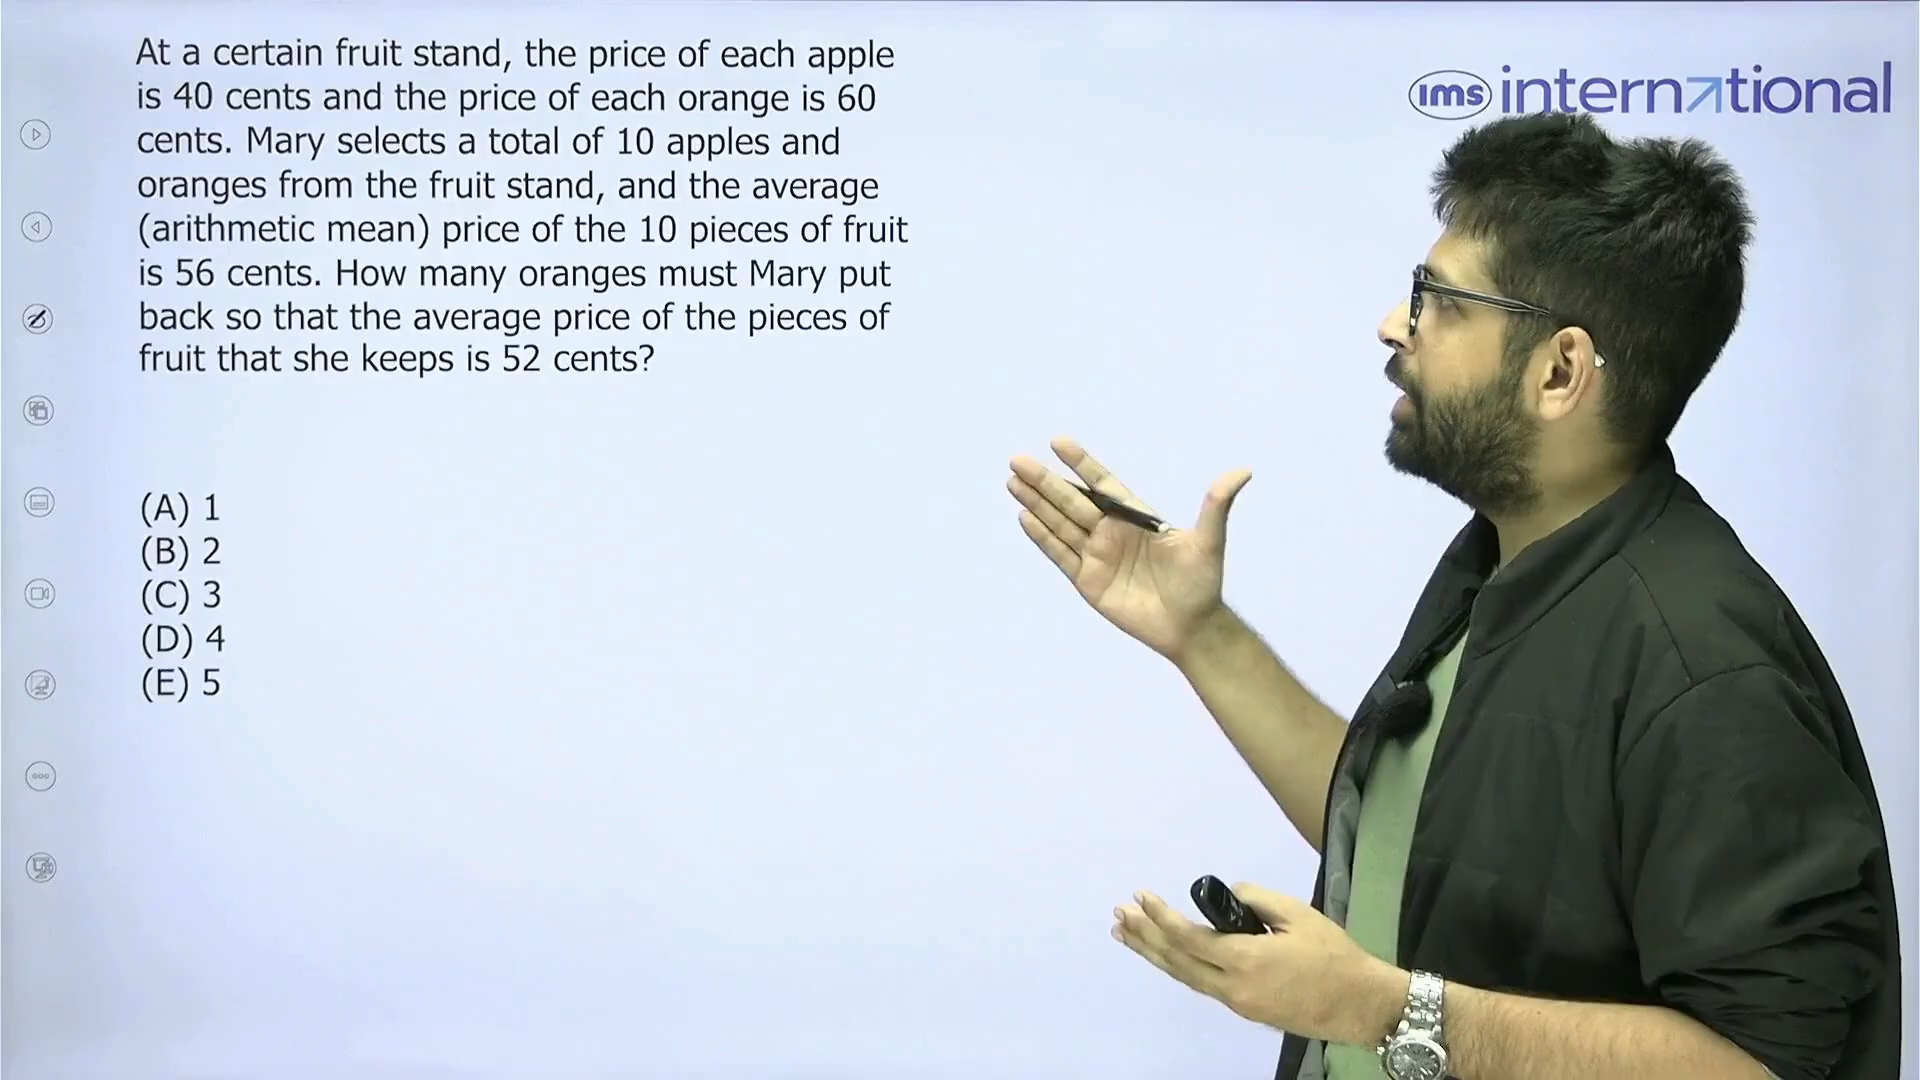 At a certain fruit stand, the price of each apple
is 40 cents and the price of each orange is 60
cents. Mary selects a total of 10 apples and
oranges from the fruit stand, and the average
(arithmetic mean) price of the 10 pieces of fruit
is 56 cents. How many oranges must Mary put
back so that the average price of the pieces of
fruit that she keeps is 52 cents?
(A) 1
(B) 2
(C) 3
(D) 4
(E) 5
ims international